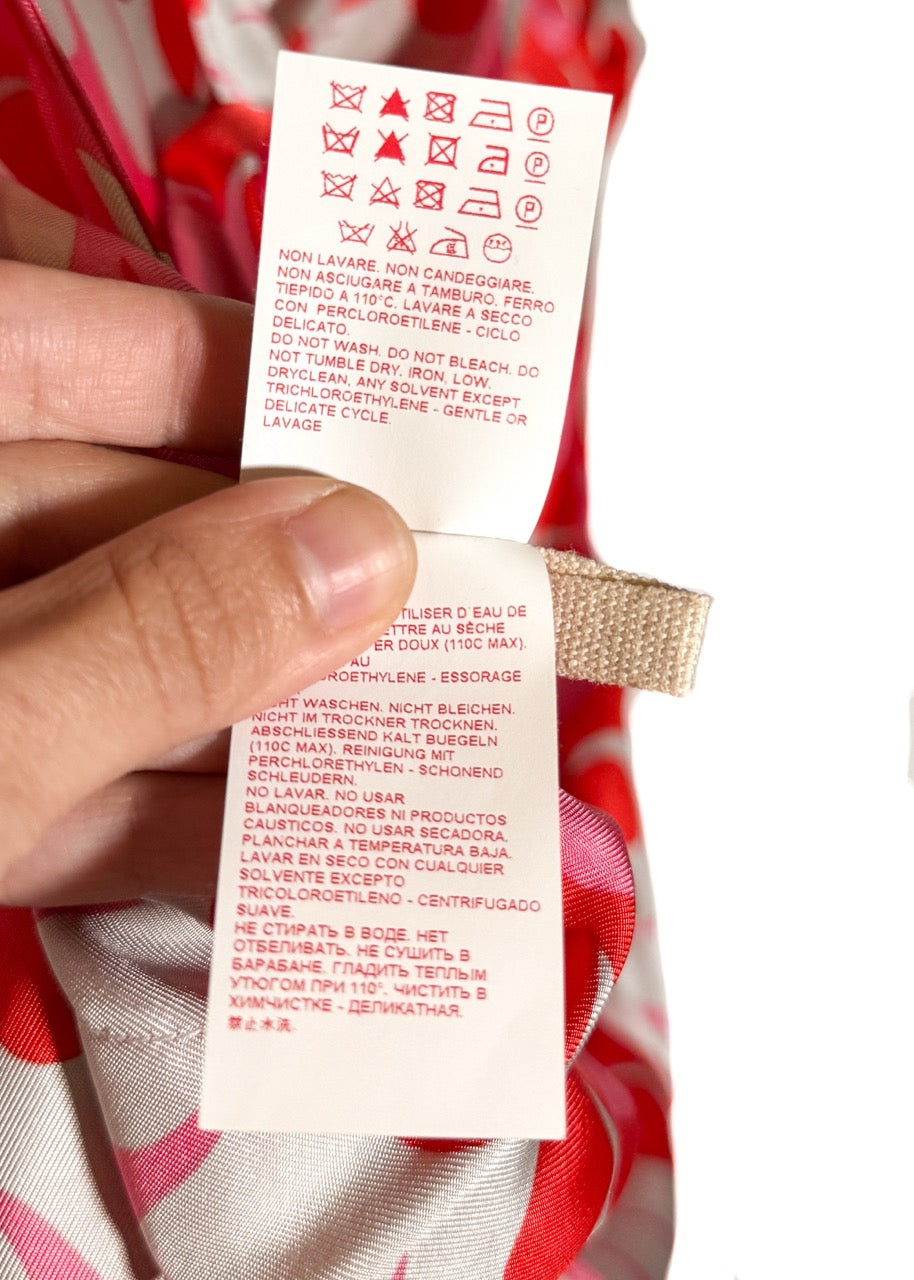 P
P
P
NON LAVARE. NON CANDEGGIARE.
NON ASCIUGARE A TAMBURO. FERRO
TIEPIDO A 110°C. LAVARE A SECCO
CON PERCLOROETILENE - CICLO
DELICATO.
DO NOT WASH. DO NOT BLEACH. DO
NOT TUMBLE DRY. IRON, LOW.
DRYCLEAN, ANY SOLVENT EXCEPT
TRICHLOROETHYLENE - GENTLE OR
DELICATE CYCLE.
LAVAGE
TILISER D'EAU DE
ETTRE AU SÈCHE
ER DOUX (110C MAX).
AU
ROETHYLENE - ESSORAGE
HT WASCHEN. NICHT BLEICHEN.
NICHT IM TROCKNER TROCKNEN.
ABSCHLIESSEND KALT BUEGELN
(110C MAX). REINIGUNG MIT
PERCHLORETHYLEN - SCHONEND
SCHLEUDERN.
NO LAVAR. NO USAR
BLANQUEADORES NI PRODUCTOS
CAUSTICOS. NO USAR SECADORA.
PLANCHAR A TEMPERATURA BAJA.
LAVAR EN SECO CON CUALQUIER
SOLVENTE EXCEPTO
TRICOLOROETILENO - CENTRIFUGADO
SUAVE.
НЕ СТИРАТЬ В ВОДЕ. НЕТ
ОТБЕЛИВАТЬ. НЕ СУШИТЬ В
БАРАБАНЕ. ГЛАДИТЬ ТЕПЛЫМ
УТЮГОМ ПРИ 110°. ЧИСТИТЬ В
ХИМЧИСТКЕ - ДЕЛИКАТНАЯ.
禁止水洗.